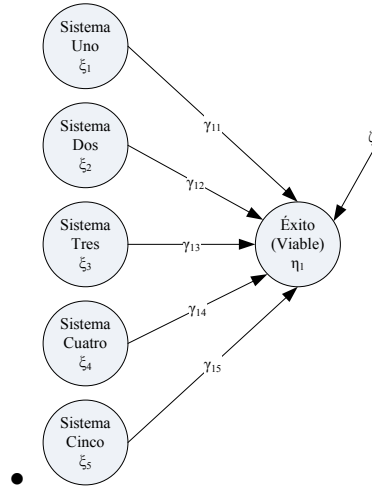 Sistema
Uno
ξ1
γ11
ζ
Sistema
Dos
ξ2
γ12
Éxito
(Viable)
η1
Sistema
Tres
ξ3
γ13
Sistema
Cuatro
ξ4
γ14
γ15
Sistema
Cinco
ξ5